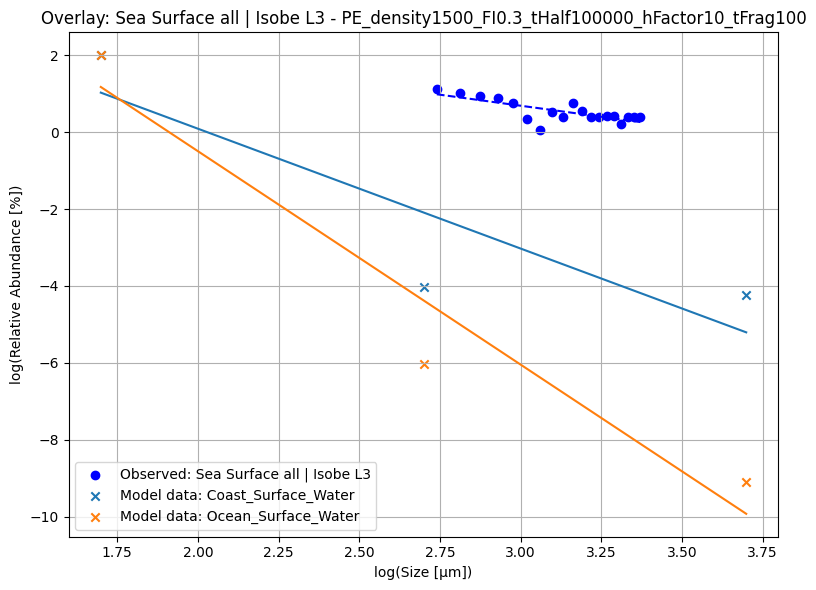 Overlay: Sea Surface all | Isobe L3 - PE_density1500_FI0.3_tHalf100000_hFactor10_tFrag100
log(Relative Abundance [%])
2
0
−2
−4
−6
−8
−10
Observed: Sea Surface all | Isobe L3
Model data: Coast_Surface_Water
Model data: Ocean_Surface_Water
1.75 2.00 2.25 2.50 2.75 3.00 3.25 3.50 3.75
log(Size [μm])